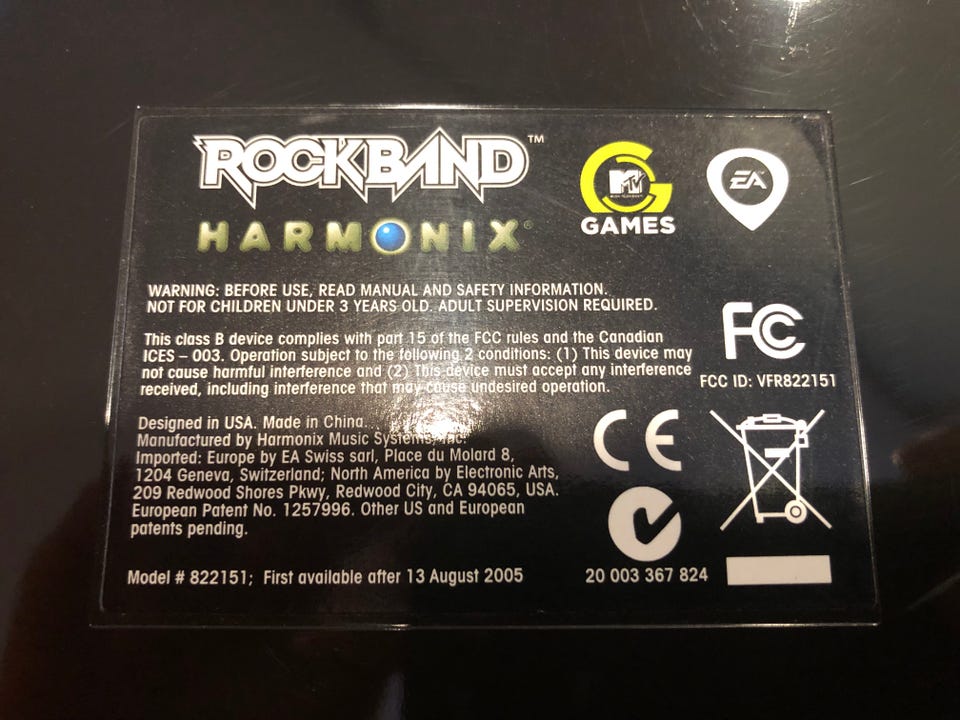 ROCKBAND™
HARMONIX®
G
MTV
MUSIC TELEVISION
GAMES
EA
WARNING: BEFORE USE, READ MANUAL AND SAFETY INFORMATION.
NOT FOR CHILDREN UNDER 3 YEARS OLD. ADULT SUPERVISION REQUIRED.
This class B device complies with part 15 of the FCC rules and the Canadian
ICES – 003. Operation subject to the following 2 conditions: (1) This device may
not cause harmful interference and (2) This device must accept any interference
received, including interference that may cause undesired operation.
FC
FCC ID: VFR822151
Designed in USA. Made in China.
Manufactured by Harmonix Music Systems, Inc.
Imported: Europe by EA Swiss sarl, Place du Molard 8,
1204 Geneva, Switzerland; North America by Electronic Arts,
209 Redwood Shores Pkwy, Redwood City, CA 94065, USA.
European Patent No. 1257996. Other US and European
patents pending.
CE
Model # 822151; First available after 13 August 2005
20 003 367 824